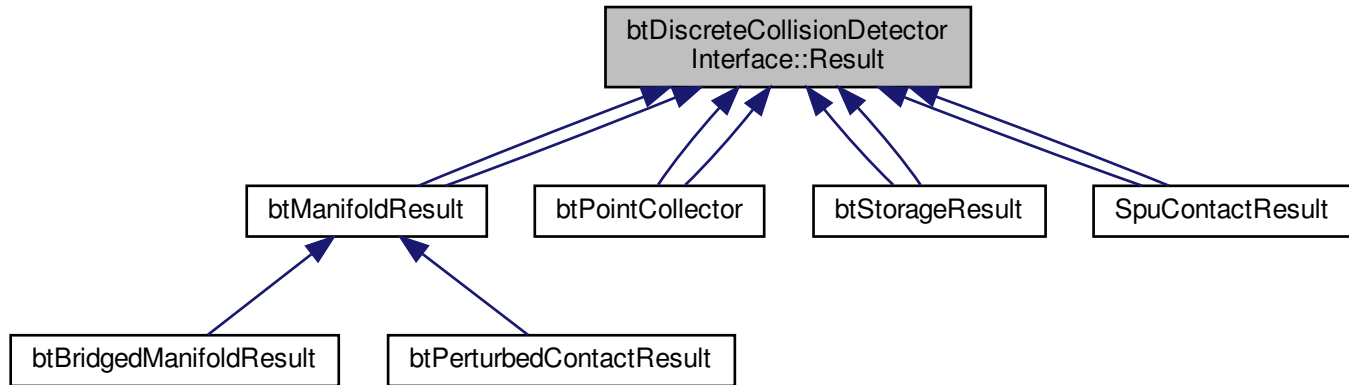 btDiscreteCollisionDetector
Interface::Result
btManifoldResult
btPointCollector
btStorageResult
SpuContactResult
btBridgedManifoldResult
btPerturbedContactResult